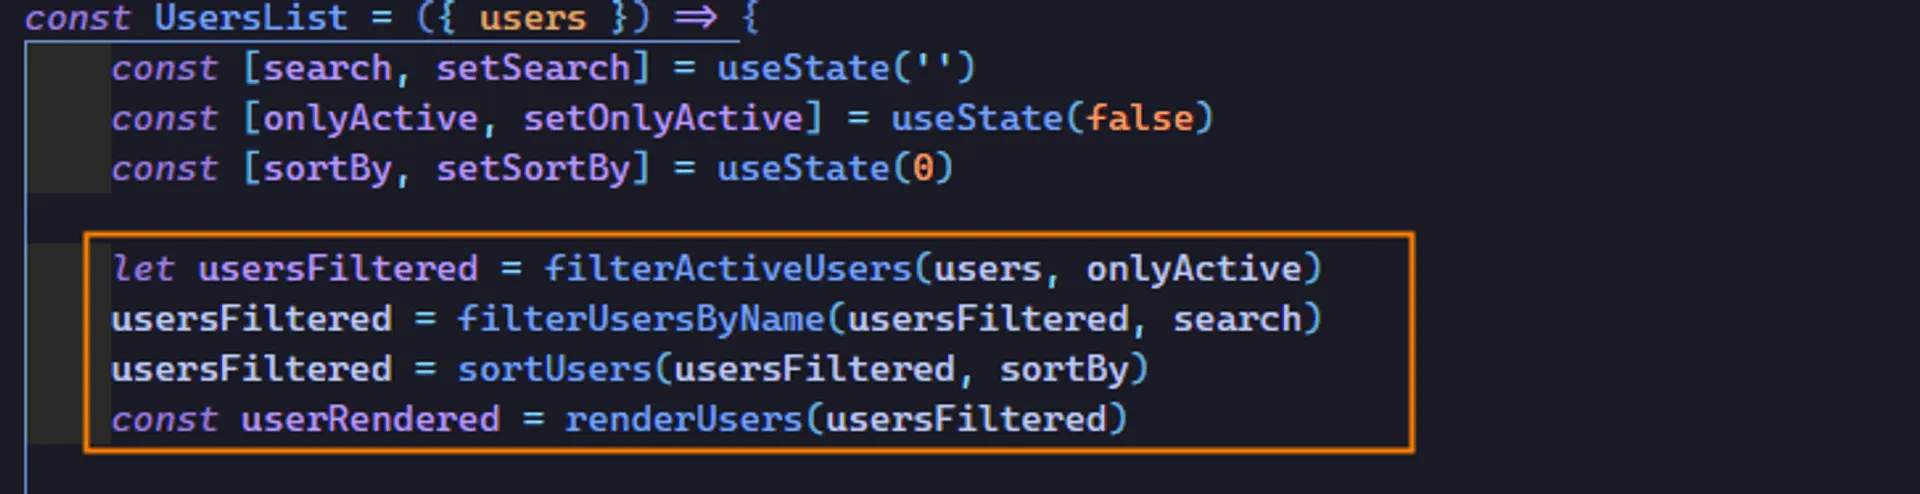 const UsersList = ({ users }) => {
const [search, setSearch] = useState('')
const [onlyActive, setOnlyActive] = useState(false)
const [sortBy, setSortBy] = useState(0)
let usersFiltered = filterActiveUsers(users, onlyActive)
usersFiltered = filterUsersByName(usersFiltered, search)
usersFiltered = sortUsers(usersFiltered, sortBy)
const userRendered = renderUsers(usersFiltered)